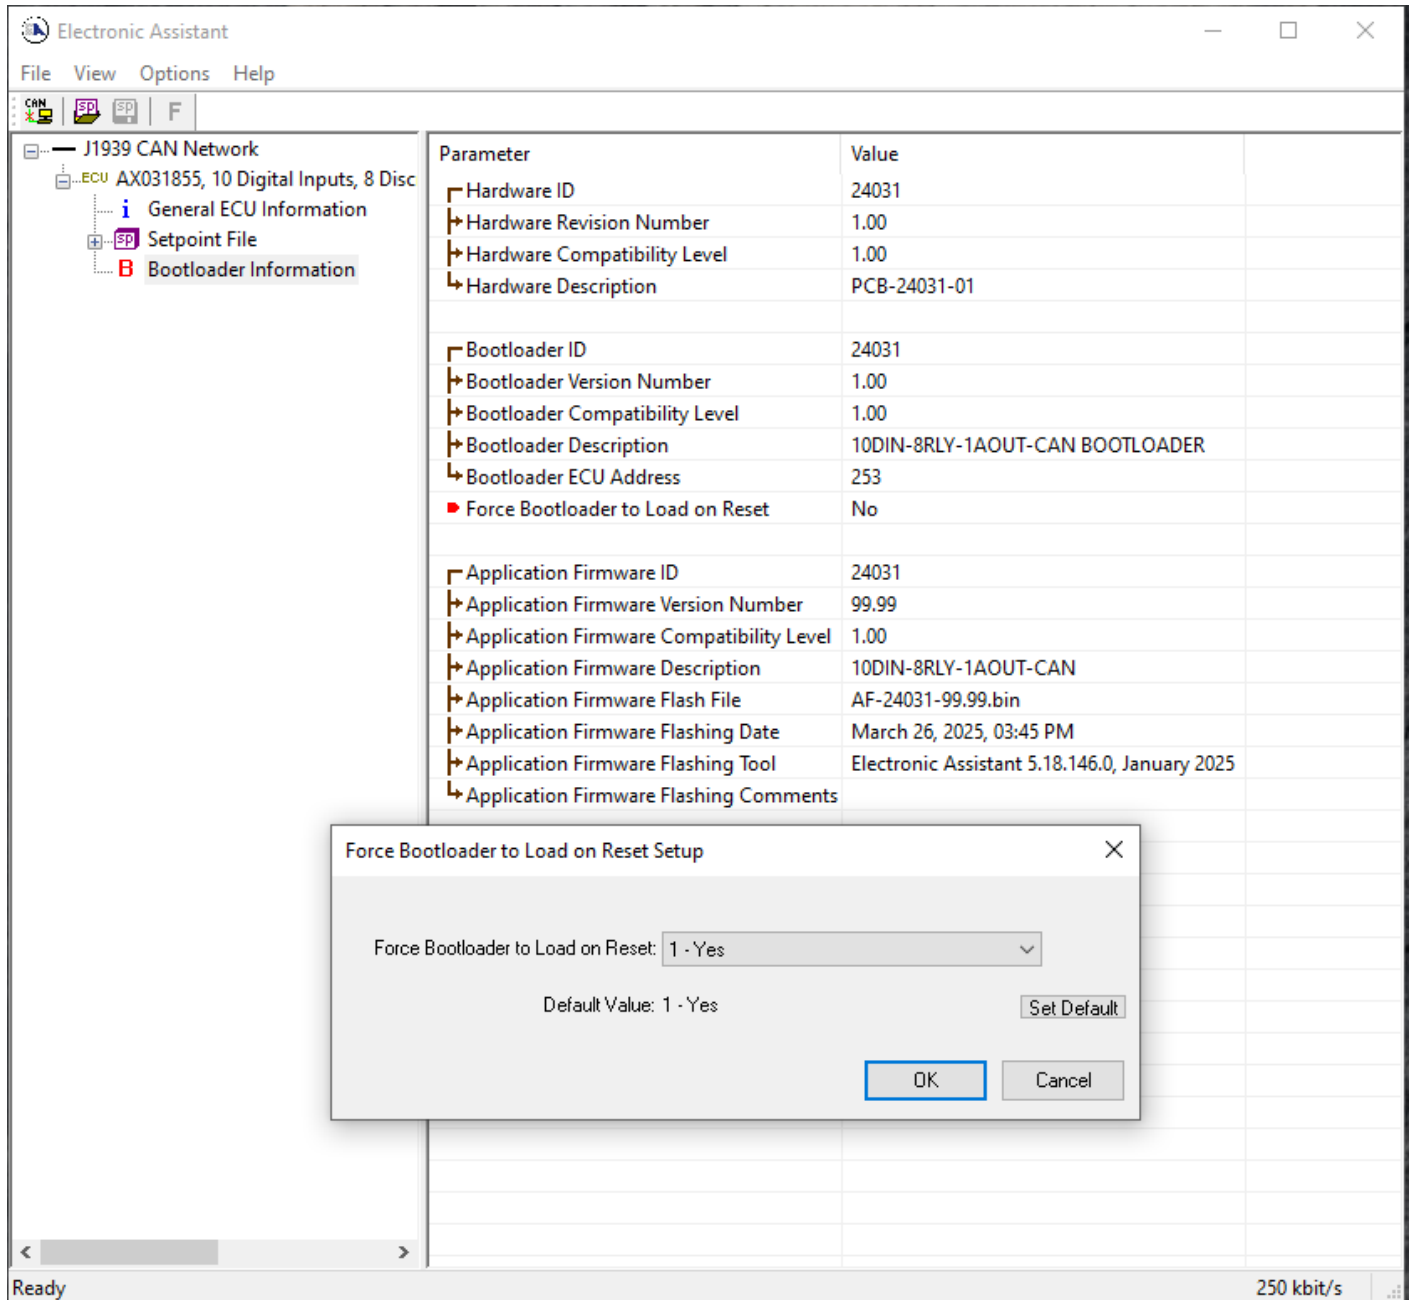 Electronic Assistant
File View Options Help
CAN SP SP F
J1939 CAN Network
ECU AX031855, 10 Digital Inputs, 8 Disc
i General ECU Information
SP Setpoint File
B Bootloader Information
Parameter Value
Hardware ID 24031
Hardware Revision Number 1.00
Hardware Compatibility Level 1.00
Hardware Description PCB-24031-01
Bootloader ID 24031
Bootloader Version Number 1.00
Bootloader Compatibility Level 1.00
Bootloader Description 10DIN-8RLY-1AOUT-CAN BOOTLOADER
Bootloader ECU Address 253
Force Bootloader to Load on Reset No
Application Firmware ID 24031
Application Firmware Version Number 99.99
Application Firmware Compatibility Level 1.00
Application Firmware Description 10DIN-8RLY-1AOUT-CAN
Application Firmware Flash File AF-24031-99.99.bin
Application Firmware Flashing Date March 26, 2025, 03:45 PM
Application Firmware Flashing Tool Electronic Assistant 5.18.146.0, January 2025
Application Firmware Flashing Comments
Force Bootloader to Load on Reset Setup
Force Bootloader to Load on Reset: 1 - Yes
Default Value: 1 - Yes Set Default
OK Cancel
Ready 250 kbit/s